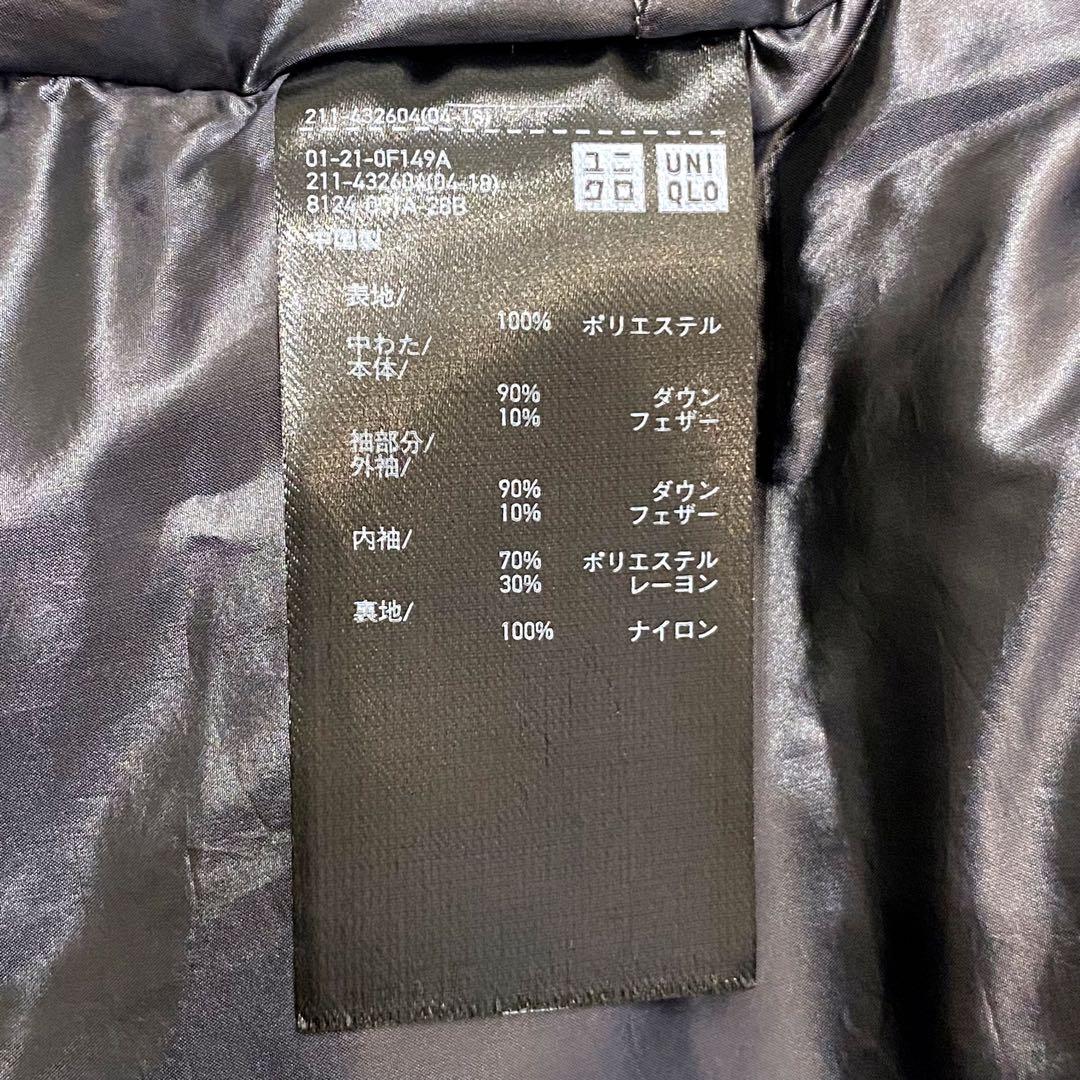 211-432604(04-18)
01-21-0F149A
211-432604(04-18)
8124 28B
中国製
ユニ
クロ
UNI
QLO
表地/
100% ポリエステル
中わた/
本体/
90% ダウン
10% フェザー
袖部分/
外袖/
90% ダウン
10% フェザー
内袖/
70% ポリエステル
30% レーヨン
裏地/
100% ナイロン